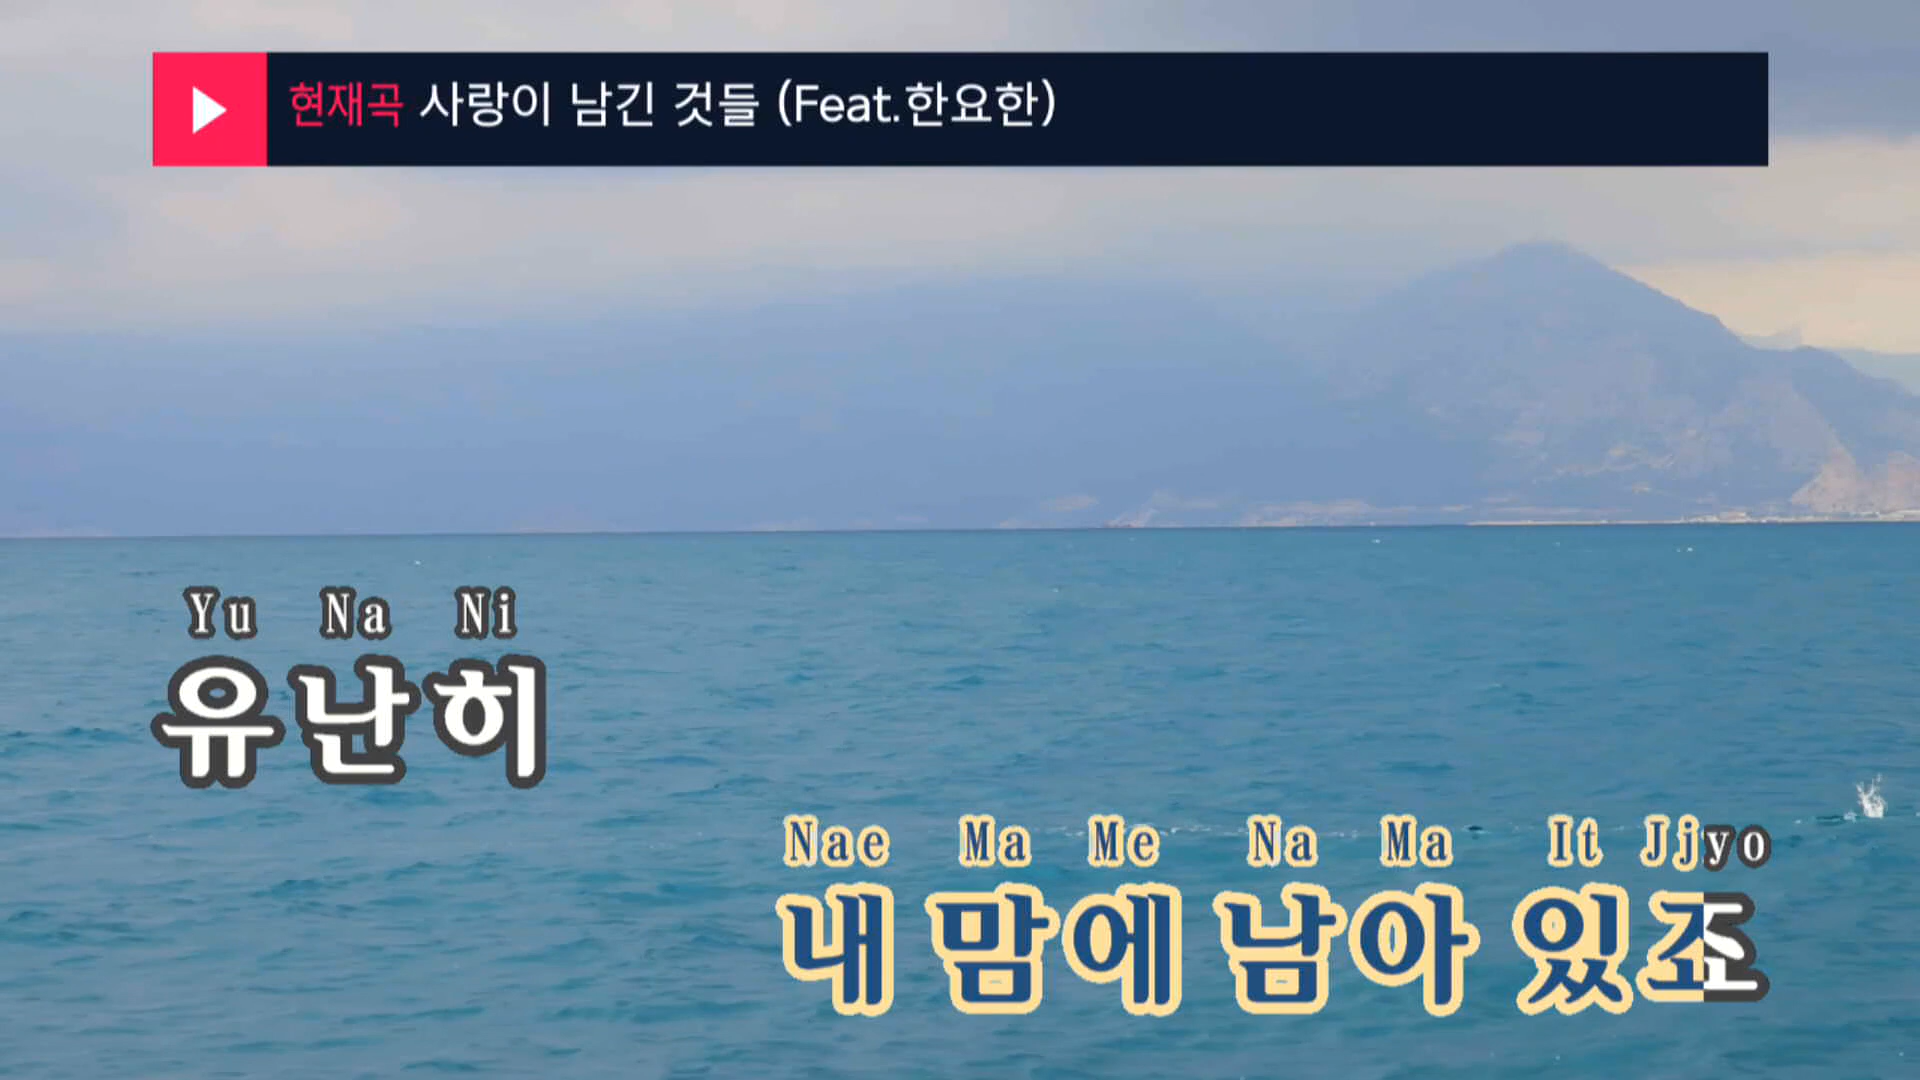 현재곡 사랑이 남긴 것들 (Feat.한요한)
Yu Na Ni
유난히
Nae Ma Me Na Ma It Jjyo
내 맘에 남아 있죠